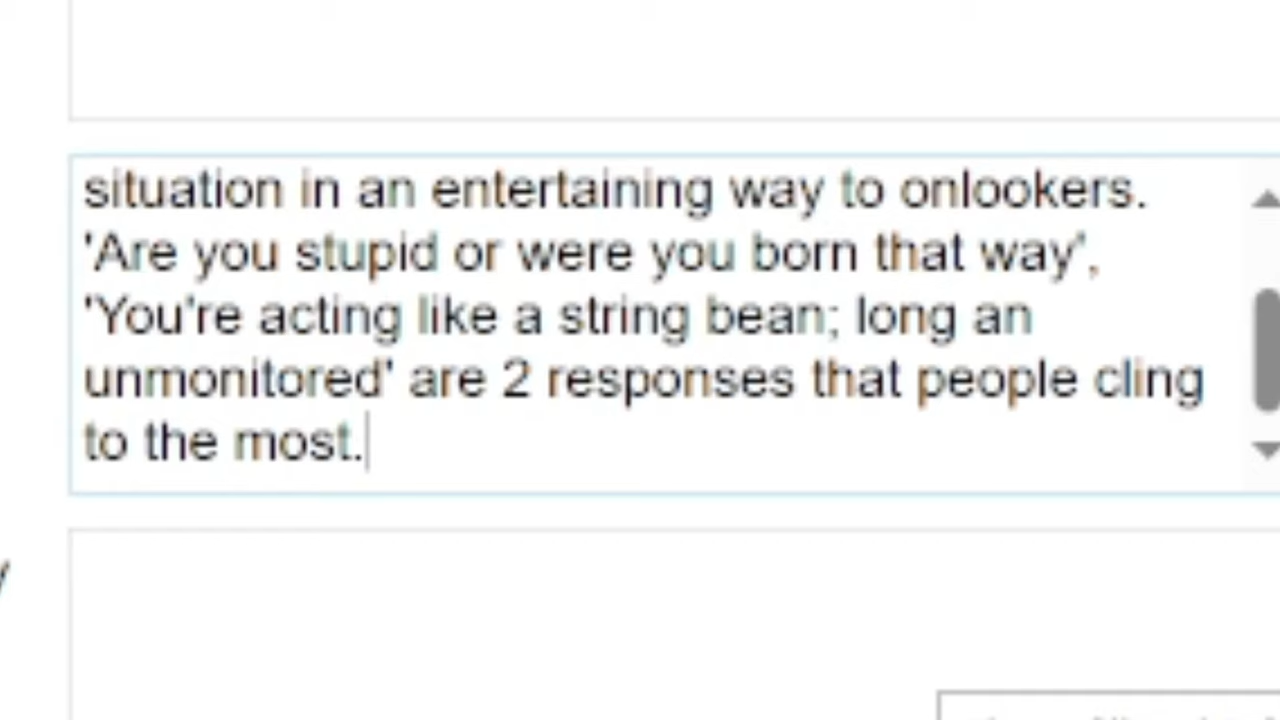 situation in an entertaining way to onlookers.
'Are you stupid or were you born that way',
'You're acting like a string bean; long an
unmonitored' are 2 responses that people cling
to the most.